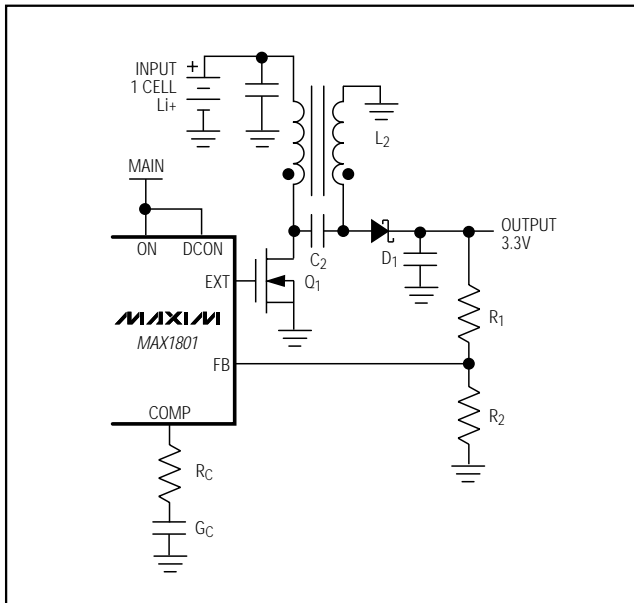 INPUT
1 CELL
Li+
+
L2
MAIN
ON
DCON
EXT
C2
Q1
D1
OUTPUT
3.3V
R1
MAXIM
MAX1801
FB
COMP
R2
RC
GC